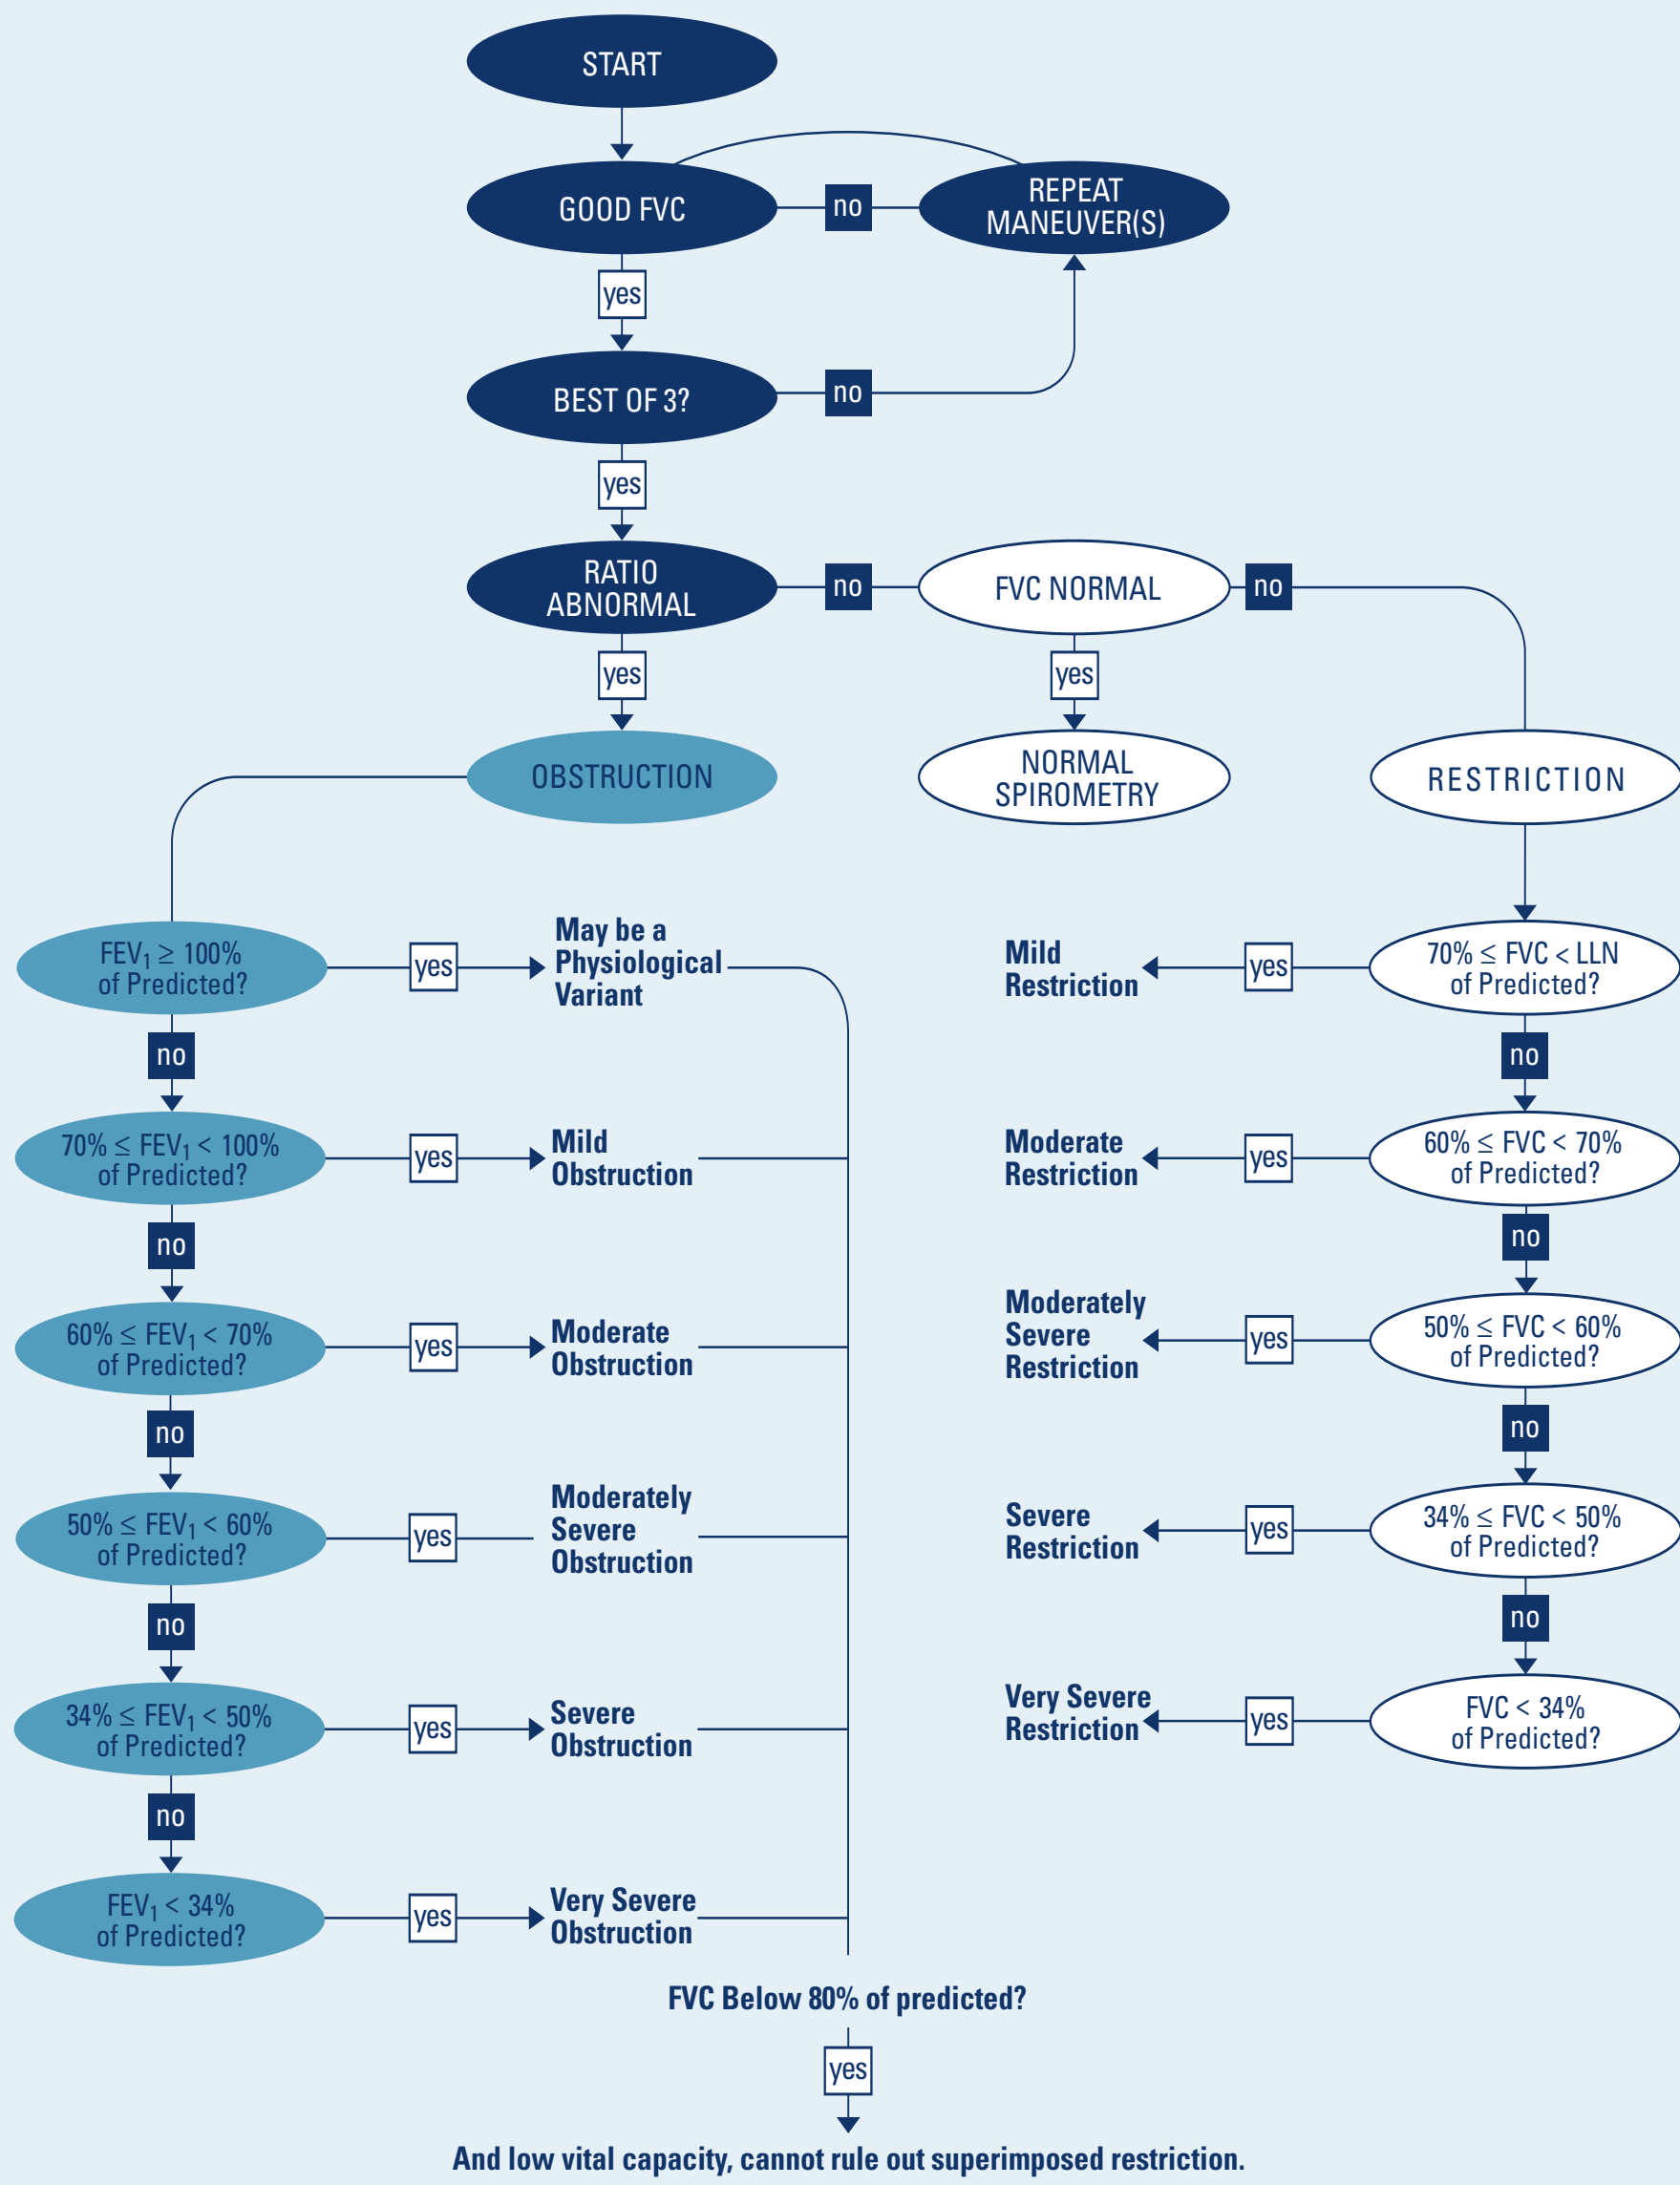 START
GOOD FVC
no
REPEAT
MANEUVER(S)
yes
BEST OF 3?
no
yes
RATIO
ABNORMAL
no
FVC NORMAL
no
yes
yes
OBSTRUCTION
NORMAL
SPIROMETRY
RESTRICTION
FEV₁ ≥ 100%
of Predicted?
yes
May be a
Physiological
Variant
Mild
Restriction
yes
70% ≤ FVC < LLN
of Predicted?
no
no
70% ≤ FEV₁ < 100%
of Predicted?
yes
Mild
Obstruction
Moderate
Restriction
yes
60% ≤ FVC < 70%
of Predicted?
no
no
60% ≤ FEV₁ < 70%
of Predicted?
yes
Moderate
Obstruction
Moderately
Severe
Restriction
yes
50% ≤ FVC < 60%
of Predicted?
no
no
50% ≤ FEV₁ < 60%
of Predicted?
yes
Moderately
Severe
Obstruction
Severe
Restriction
yes
34% ≤ FVC < 50%
of Predicted?
no
no
34% ≤ FEV₁ < 50%
of Predicted?
yes
Severe
Obstruction
Very Severe
Restriction
yes
FVC < 34%
of Predicted?
no
FEV₁ < 34%
of Predicted?
yes
Very Severe
Obstruction
FVC Below 80% of predicted?
yes
And low vital capacity, cannot rule out superimposed restriction.